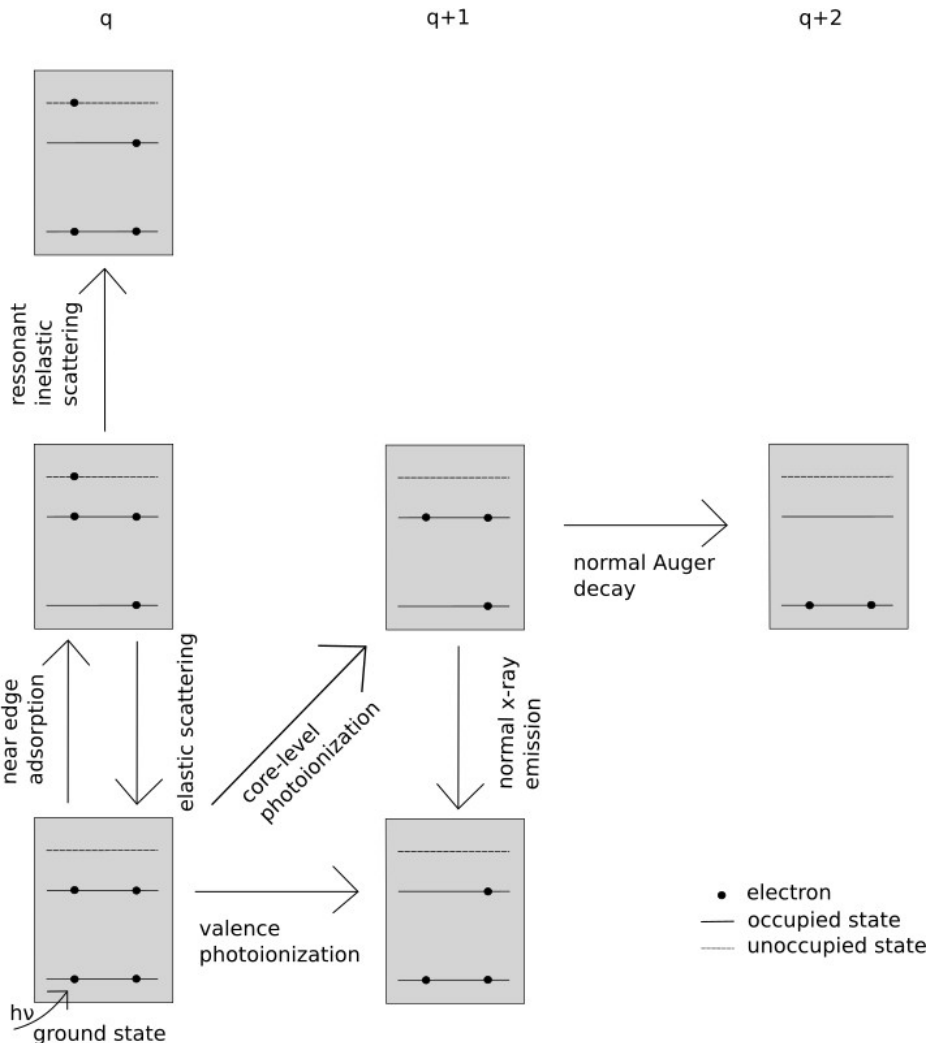 q
q+1
q+2
ressonant
inelastic
scattering
normal Auger
decay
near edge
adsorption
elastic scattering
core-level
photoionization
normal x-ray
emission
valence
photoionization
electron
occupied state
unoccupied state
hν
ground state